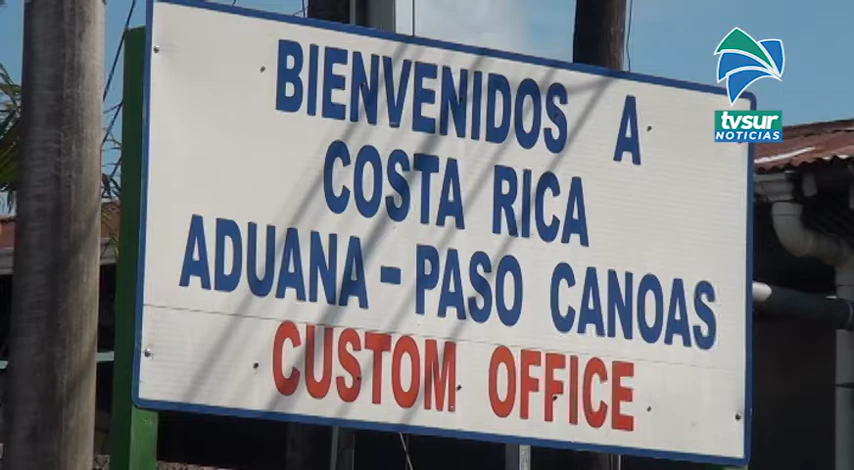 BIENVENIDOS A
COSTA RICA
ADUANA – PASO CANOAS
CUSTOM OFFICE
tvsur
NOTICIAS